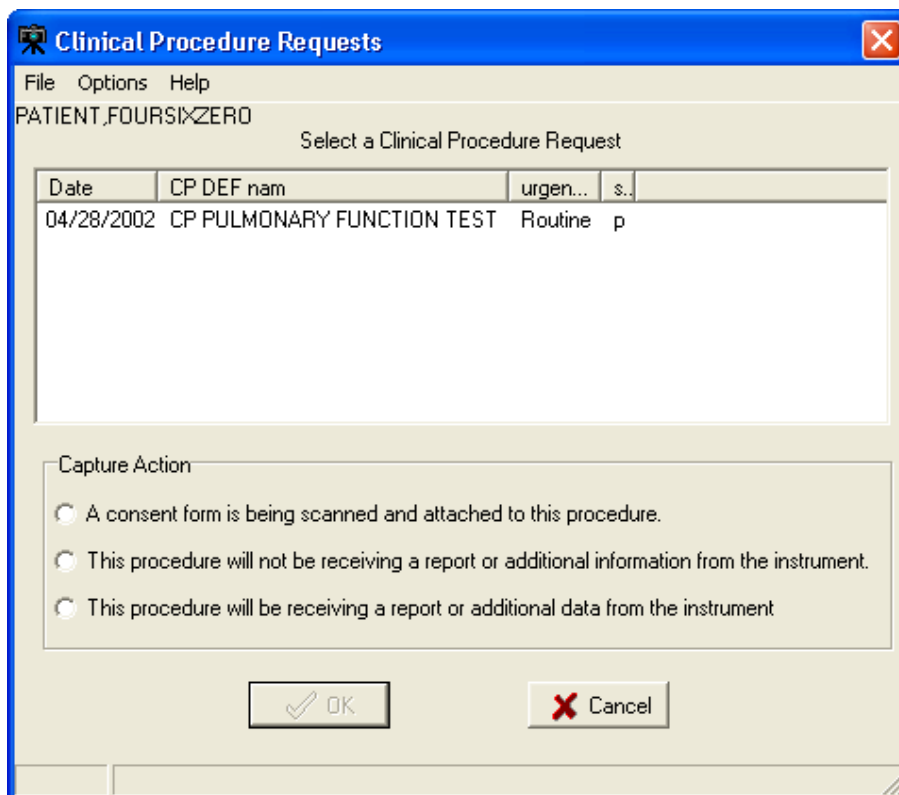 Clinical Procedure Requests
File Options Help
PATIENT,FOURSIXZERO
Select a Clinical Procedure Request
Date CP DEF nam urgen... s..
04/28/2002 CP PULMONARY FUNCTION TEST Routine p
Capture Action
A consent form is being scanned and attached to this procedure.
This procedure will not be receiving a report or additional information from the instrument.
This procedure will be receiving a report or additional data from the instrument
OK Cancel